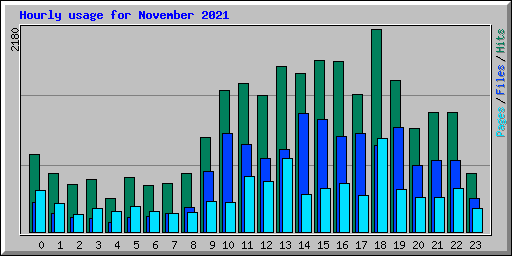 Hourly usage for November 2021
2180
Pages/Files/Hits
0 1 2 3 4 5 6 7 8 9 10 11 12 13 14 15 16 17 18 19 20 21 22 23